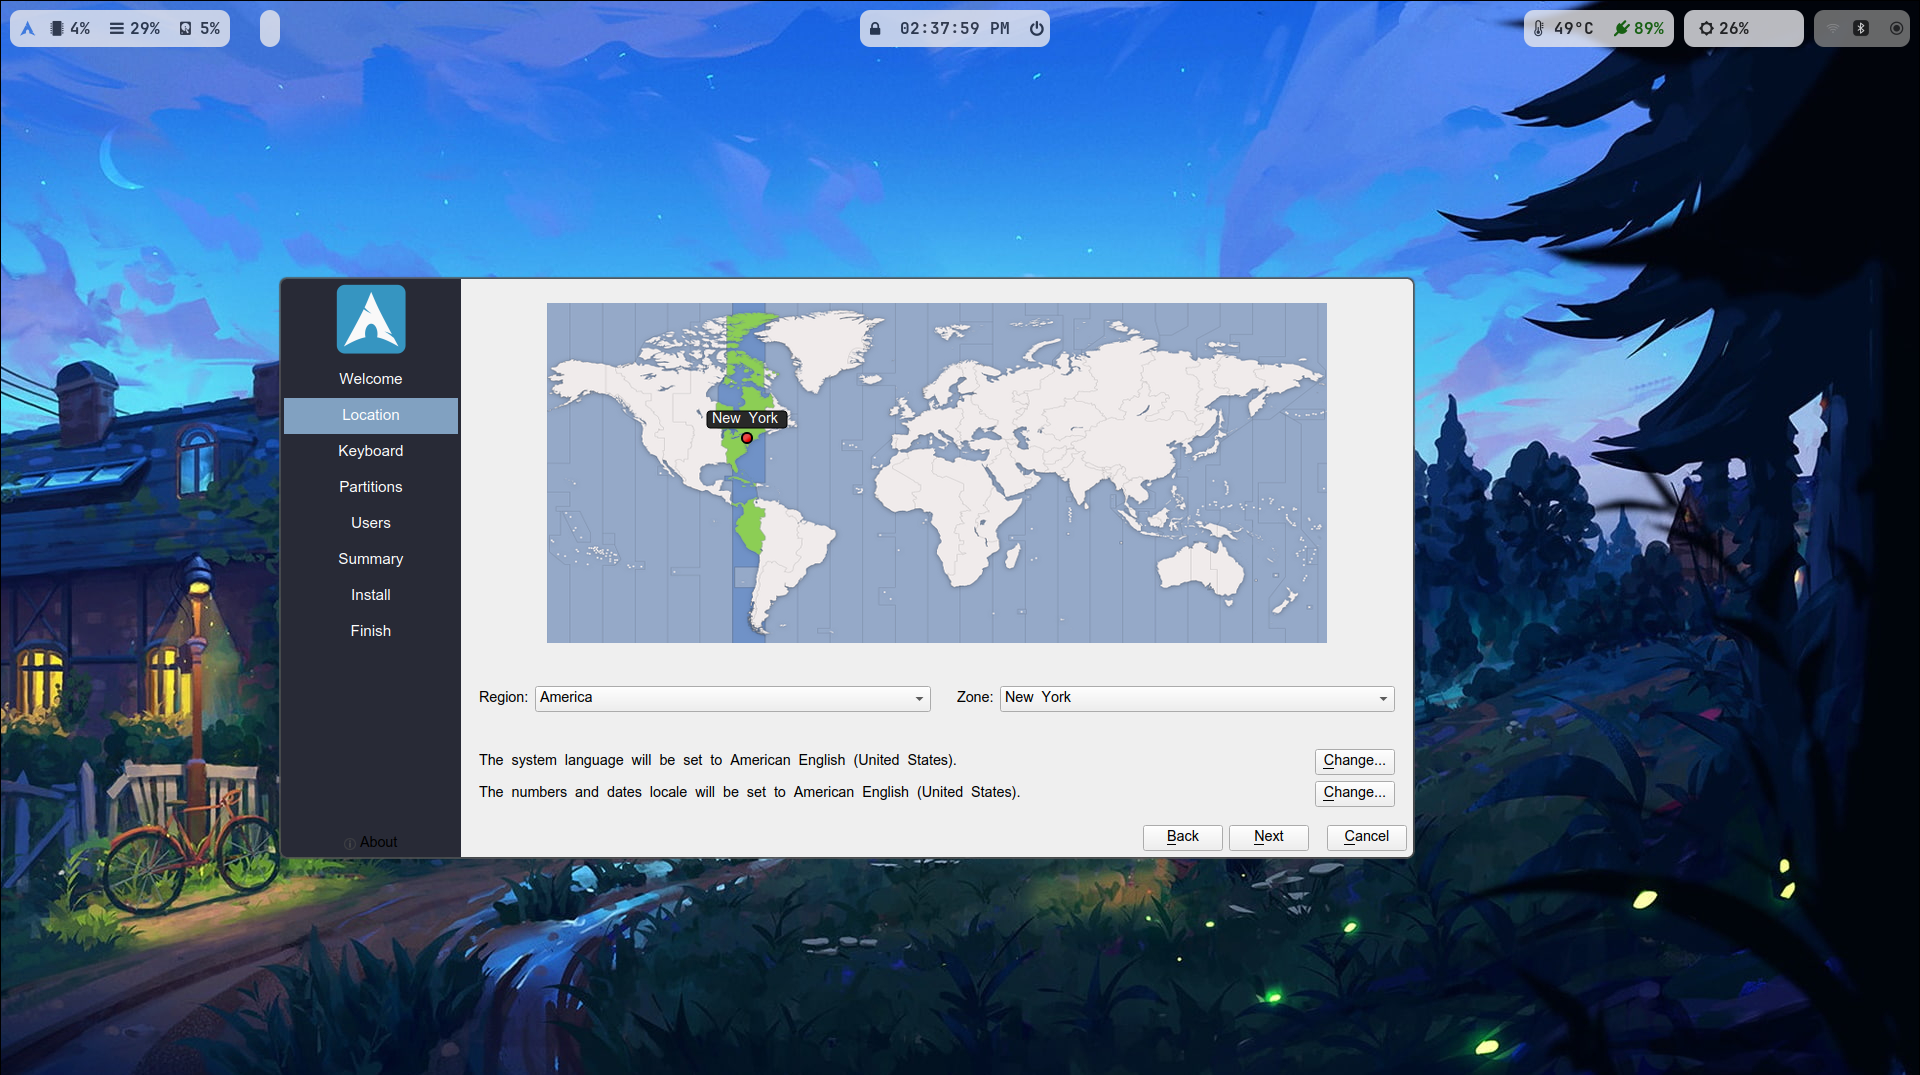 4% 29% 5% 02:37:59 PM 49°C 89% 26%
Welcome
Location
Keyboard
Partitions
Users
Summary
Install
Finish
About
New York
Region: America Zone: New York
The system language will be set to American English (United States). Change...
The numbers and dates locale will be set to American English (United States). Change...
Back Next Cancel